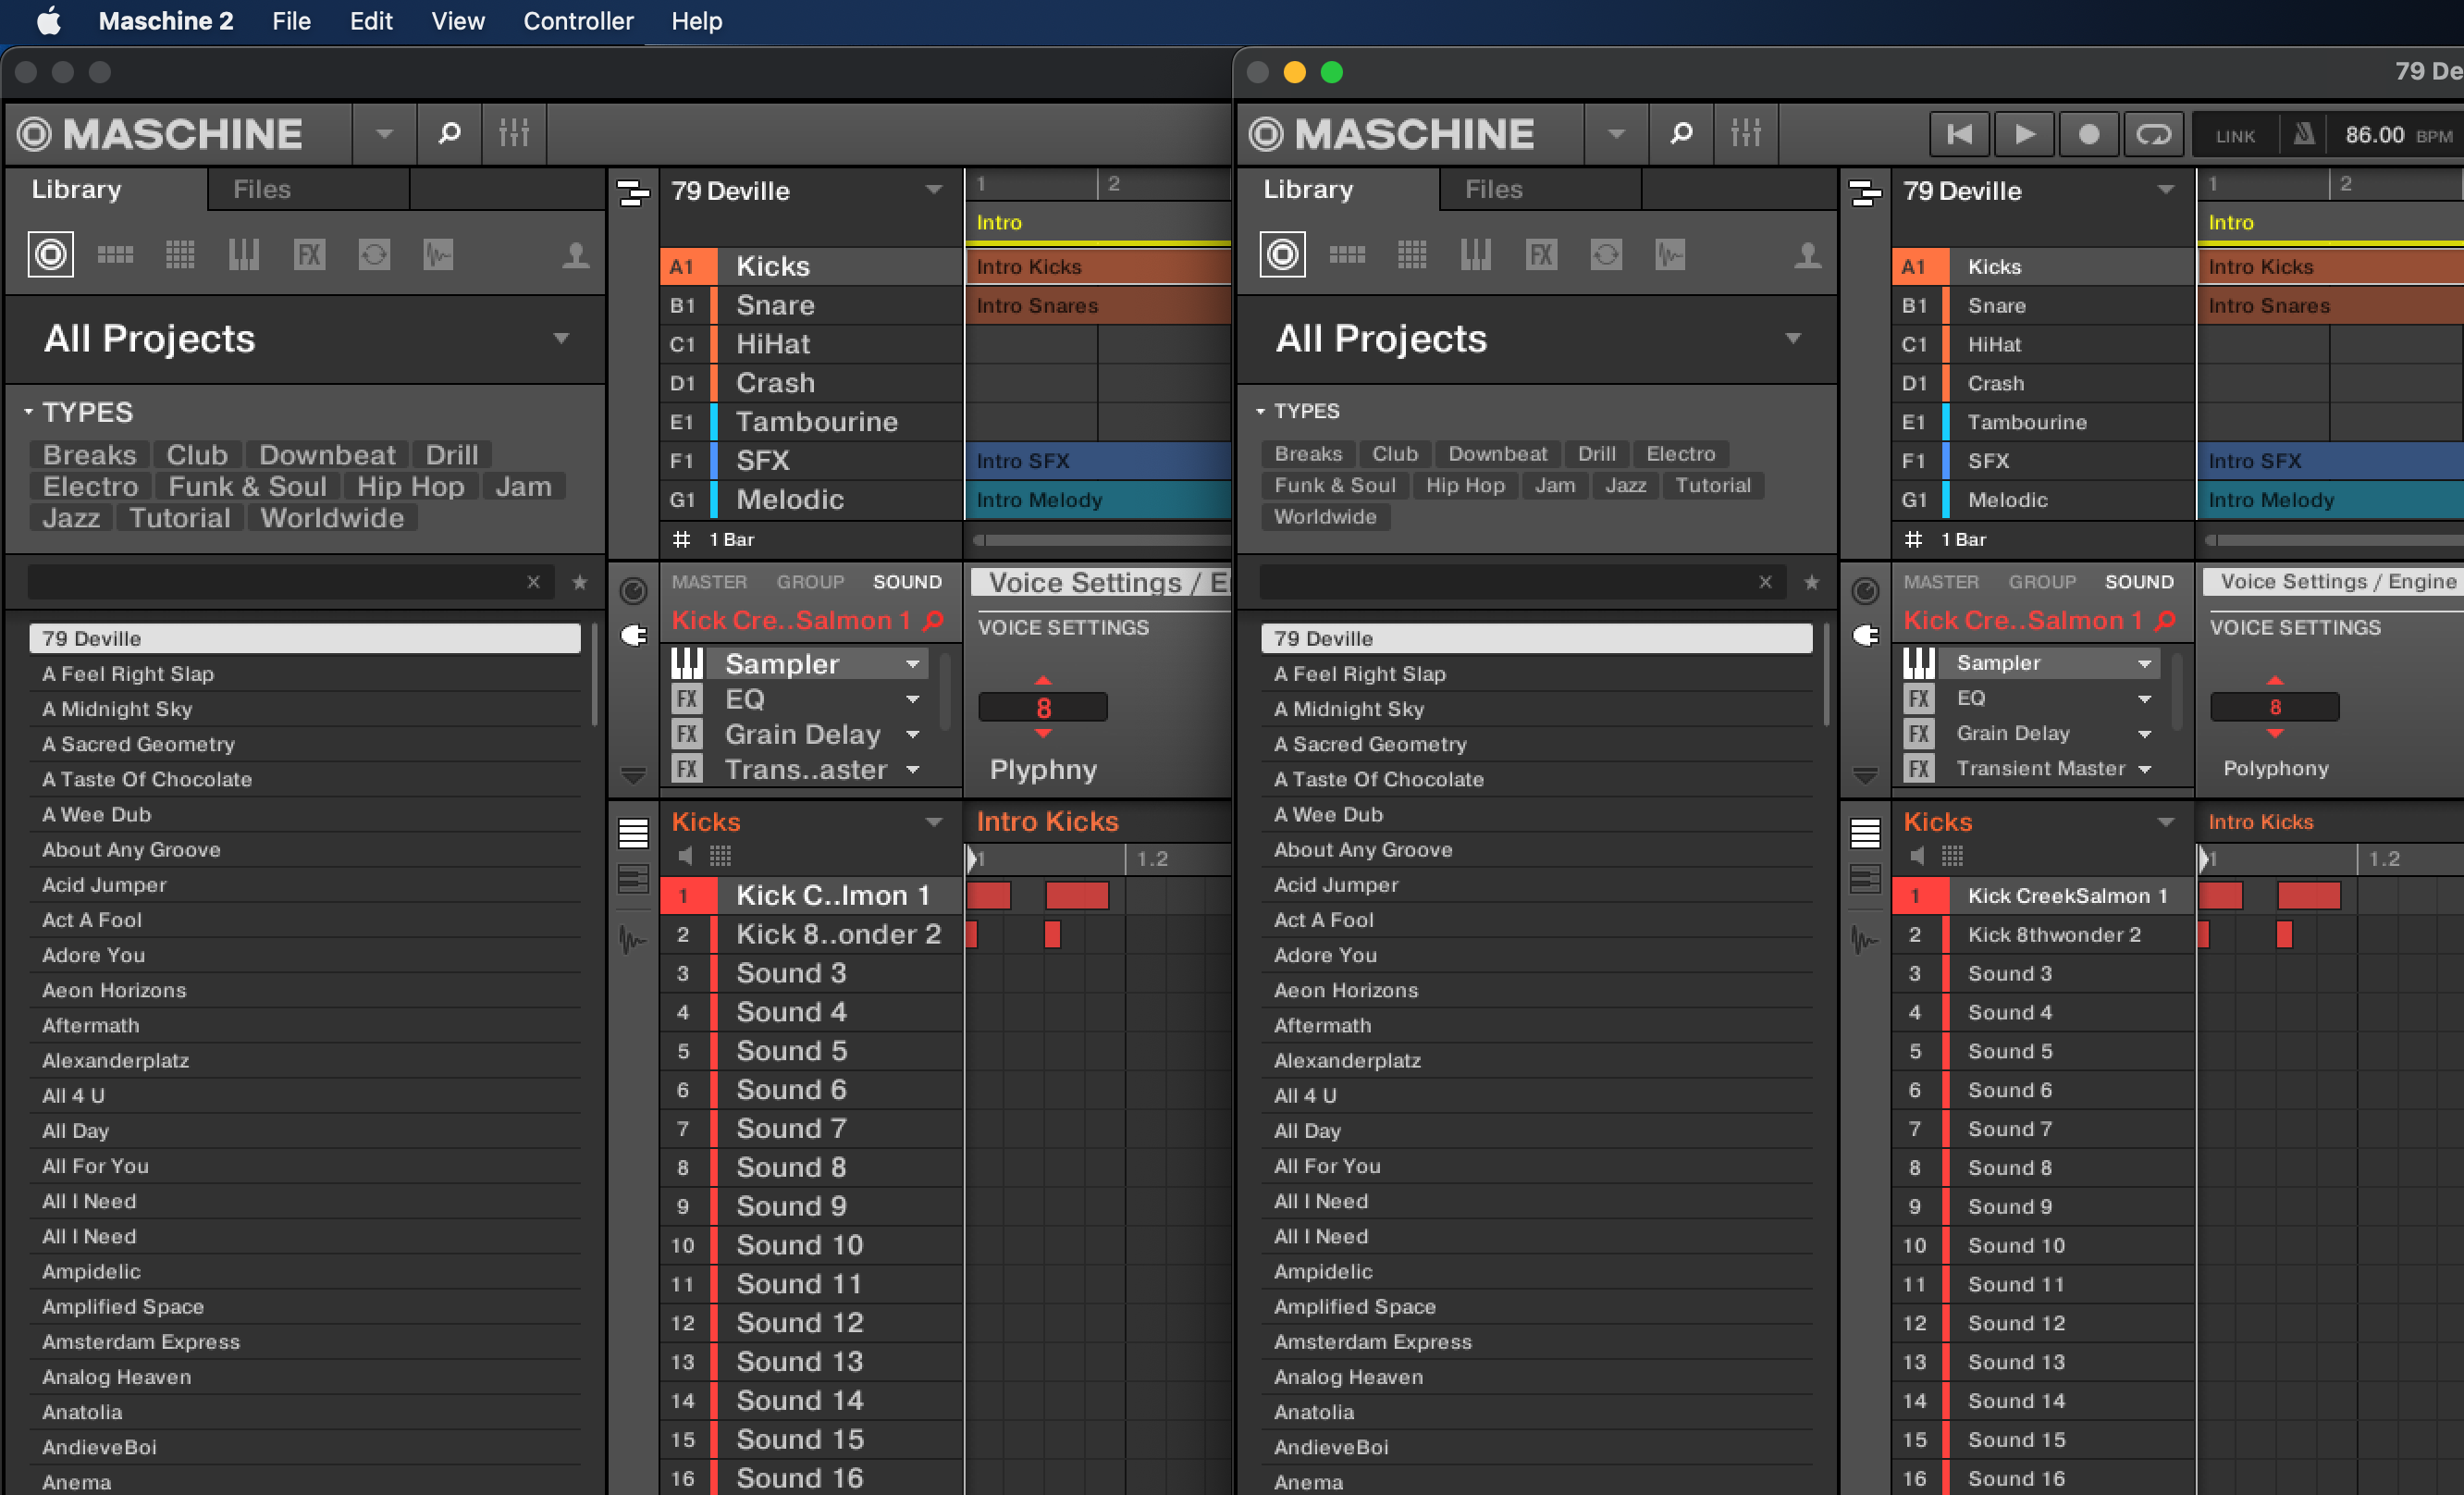 Maschine 2 File Edit View Controller Help
MASCHINE
Library Files
FX
All Projects
TYPES
Breaks Club Downbeat Drill
Electro Funk & Soul Hip Hop Jam
Jazz Tutorial Worldwide
79 Deville
A Feel Right Slap
A Midnight Sky
A Sacred Geometry
A Taste Of Chocolate
A Wee Dub
About Any Groove
Acid Jumper
Act A Fool
Adore You
Aeon Horizons
Aftermath
Alexanderplatz
All 4 U
All Day
All For You
All I Need
All I Need
Ampidelic
Amplified Space
Amsterdam Express
Analog Heaven
Anatolia
AndieveBoi
Anema
79 Deville 1 2
Intro
A1 Kicks Intro Kicks
B1 Snare Intro Snares
C1 HiHat
D1 Crash
E1 Tambourine
F1 SFX Intro SFX
G1 Melodic Intro Melody
1 Bar
MASTER GROUP SOUND Voice Settings / E
Kick Cre..Salmon 1 VOICE SETTINGS
Sampler
FX EQ 8
FX Grain Delay
FX Trans..aster Plyphny
Kicks Intro Kicks
1 1.2
1 Kick C..lmon 1
2 Kick 8..onder 2
3 Sound 3
4 Sound 4
5 Sound 5
6 Sound 6
7 Sound 7
8 Sound 8
9 Sound 9
10 Sound 10
11 Sound 11
12 Sound 12
13 Sound 13
14 Sound 14
15 Sound 15
16 Sound 16
79 De
MASCHINE LINK 86.00 BPM
Library Files
FX
All Projects
TYPES
Breaks Club Downbeat Drill Electro
Funk & Soul Hip Hop Jam Jazz Tutorial
Worldwide
79 Deville
A Feel Right Slap
A Midnight Sky
A Sacred Geometry
A Taste Of Chocolate
A Wee Dub
About Any Groove
Acid Jumper
Act A Fool
Adore You
Aeon Horizons
Aftermath
Alexanderplatz
All 4 U
All Day
All For You
All I Need
All I Need
Ampidelic
Amplified Space
Amsterdam Express
Analog Heaven
Anatolia
AndieveBoi
Anema
79 Deville 1 2
Intro
A1 Kicks Intro Kicks
B1 Snare Intro Snares
C1 HiHat
D1 Crash
E1 Tambourine
F1 SFX Intro SFX
G1 Melodic Intro Melody
1 Bar
MASTER GROUP SOUND Voice Settings / Engine
Kick Cre..Salmon 1 VOICE SETTINGS
Sampler
FX EQ 8
FX Grain Delay
FX Transient Master Polyphony
Kicks Intro Kicks
1 1.2
1 Kick CreekSalmon 1
2 Kick 8thwonder 2
3 Sound 3
4 Sound 4
5 Sound 5
6 Sound 6
7 Sound 7
8 Sound 8
9 Sound 9
10 Sound 10
11 Sound 11
12 Sound 12
13 Sound 13
14 Sound 14
15 Sound 15
16 Sound 16